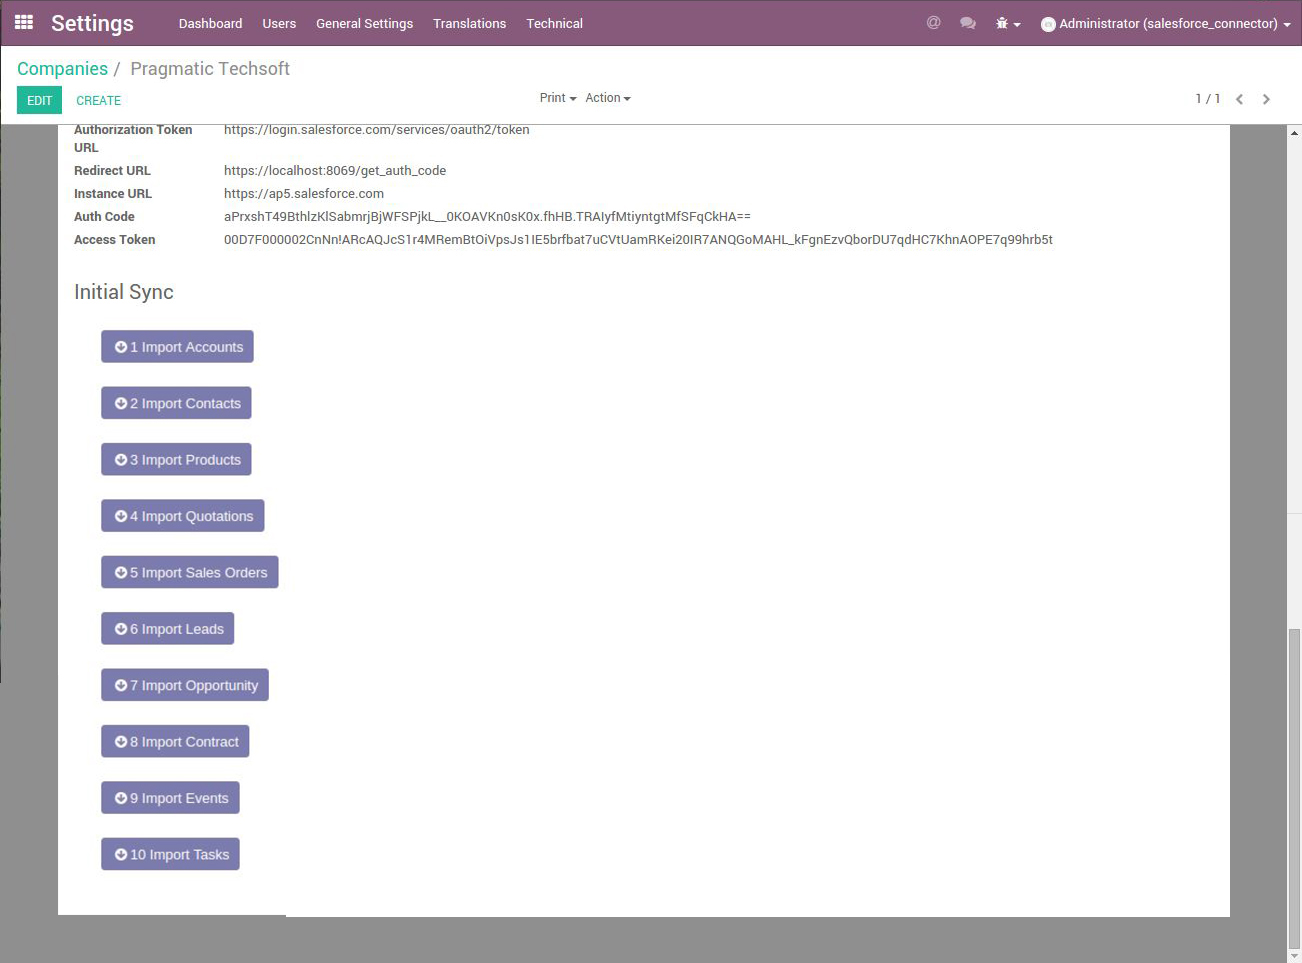 Settings Dashboard Users General Settings Translations Technical @ Administrator (salesforce_connector)
Companies / Pragmatic Techsoft
EDIT CREATE Print Action 1 / 1
Authorization Token https://login.salesforce.com/services/oauth2/token
URL
Redirect URL https://localhost:8069/get_auth_code
Instance URL https://ap5.salesforce.com
Auth Code aPrxshT49BthlzKlSabmrjBjWFSPjkL__0KOAVKn0sK0x.fhHB.TRAIyfMtiyntgtMfSFqCkHA==
Access Token 00D7F000002CnNn!ARcAQJcS1r4MRemBtOiVpsJs1IE5brfbat7uCVtUamRKei20IR7ANQGoMAHL_kFgnEzvQborDU7qdHC7KhnAOPE7q99hrb5t
Initial Sync
1 Import Accounts
2 Import Contacts
3 Import Products
4 Import Quotations
5 Import Sales Orders
6 Import Leads
7 Import Opportunity
8 Import Contract
9 Import Events
10 Import Tasks